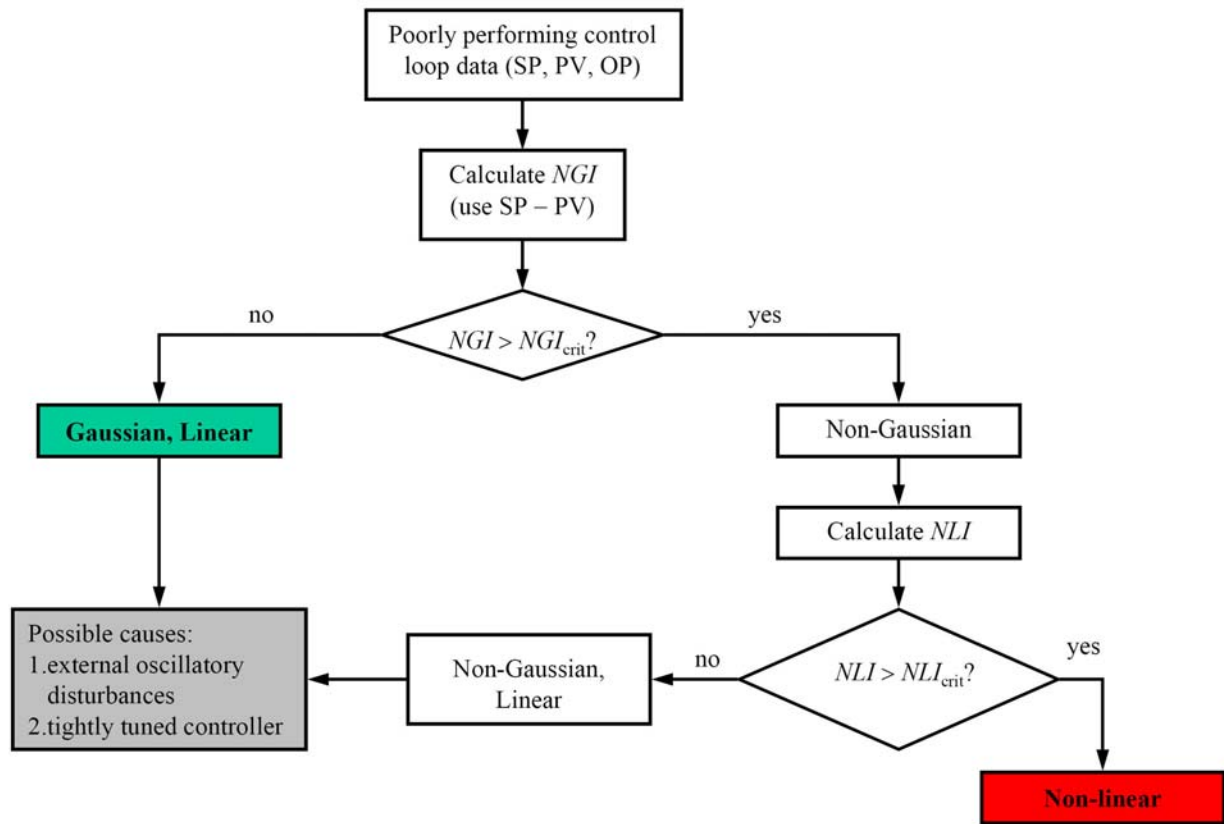 Poorly performing control
loop data (SP, PV, OP)
Calculate NGI
(use SP – PV)
no
yes
NGI > NGIcrit?
Gaussian, Linear
Non-Gaussian
Calculate NLI
Possible causes:
1.external oscillatory
disturbances
2.tightly tuned controller
Non-Gaussian,
Linear
no
NLI > NLIcrit?
yes
Non-linear